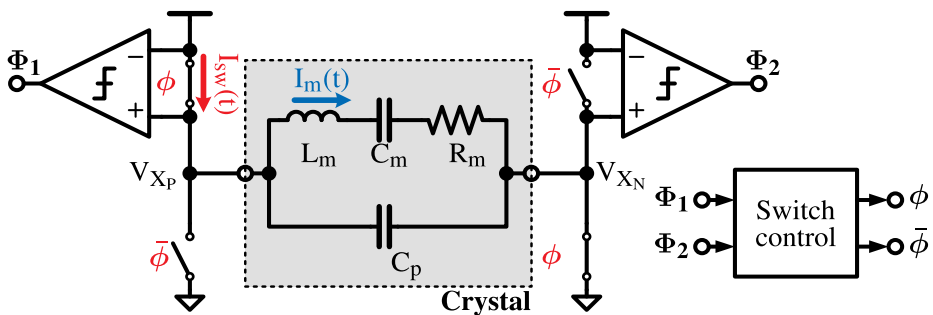 Φ₁
−
+
ϕ
I_sw(t)
V_XP
ϕ̄
I_m(t)
L_m
C_m
R_m
C_p
Crystal
ϕ̄
−
+
Φ₂
V_XN
ϕ
Φ₁
Φ₂
Switch
control
ϕ
ϕ̄